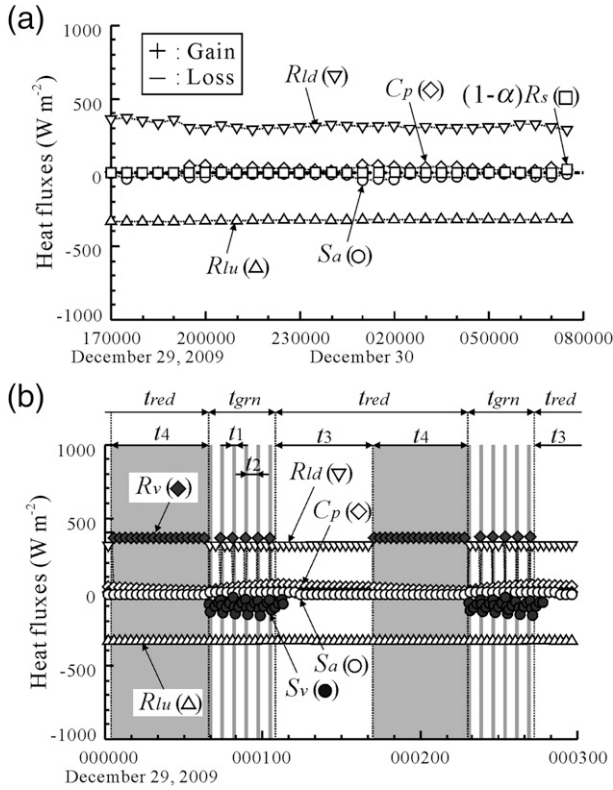 (a)
1000
+ : Gain
− : Loss
Rld (▽)
Cp (◇)
(1-α)Rs (□)
500
0
-500
-1000
Heat fluxes (W m-2)
Rlu (△)
Sa (○)
170000 200000 230000 020000 050000 080000
December 29, 2009 December 30
(b)
tred tgrn tred tgrn tred
t4 t1 t3 t4 t3
t2
1000
Rv (◆)
Rld (▽)
Cp (◇)
500
0
-500
-1000
Heat fluxes (W m-2)
Rlu (△)
Sa (○)
Sv (●)
000000 000100 000200 000300
December 29, 2009